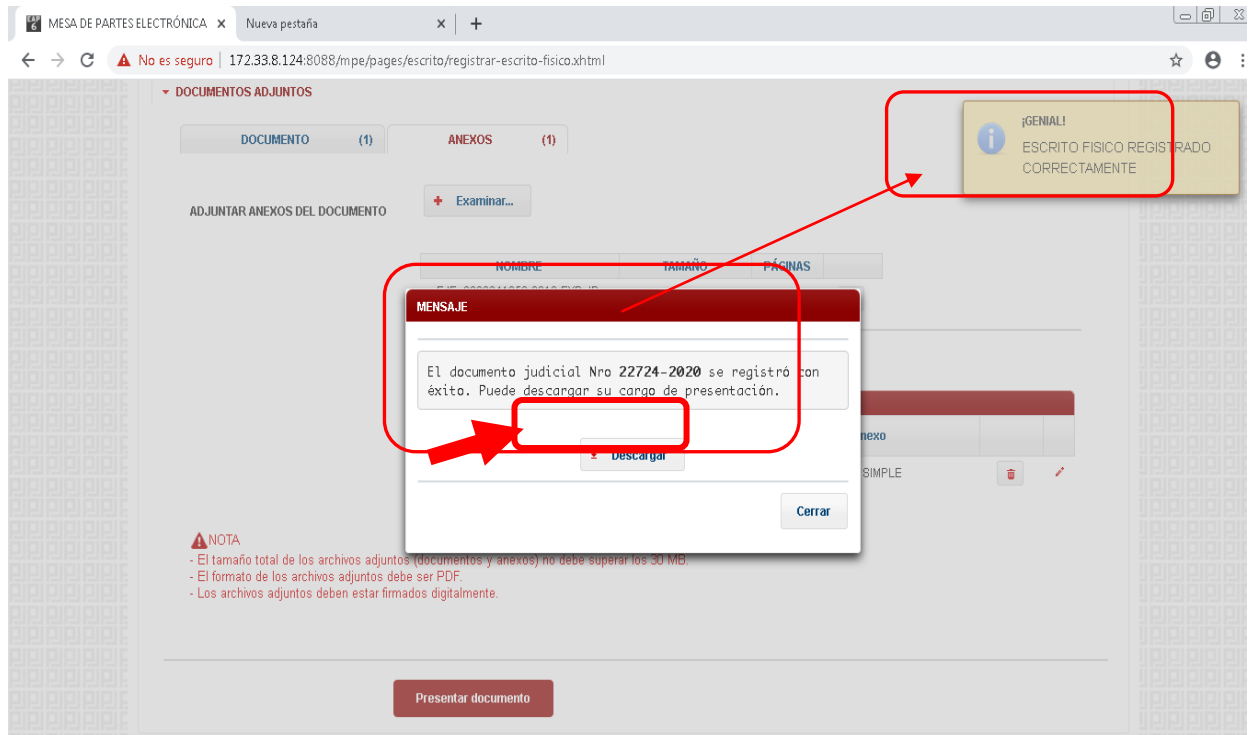 MESA DE PARTES ELECTRÓNICA
Nueva pestaña
No es seguro | 172.33.8.124:8088/mpe/pages/escrito/registrar-escrito-fisico.xhtml
DOCUMENTOS ADJUNTOS
¡GENIAL!
ESCRITO FISICO REGISTRADO
CORRECTAMENTE
DOCUMENTO (1) ANEXOS (1)
ADJUNTAR ANEXOS DEL DOCUMENTO
Examinar...
NOMBRE TAMAÑO PÁGINAS
MENSAJE
El documento judicial Nro 22724-2020 se registró con
éxito. Puede descargar su cargo de presentación.
nexo
Descargar
SIMPLE
Cerrar
NOTA
- El tamaño total de los archivos adjuntos (documentos y anexos) no debe superar los 30 MB.
- El formato de los archivos adjuntos debe ser PDF.
- Los archivos adjuntos deben estar firmados digitalmente.
Presentar documento